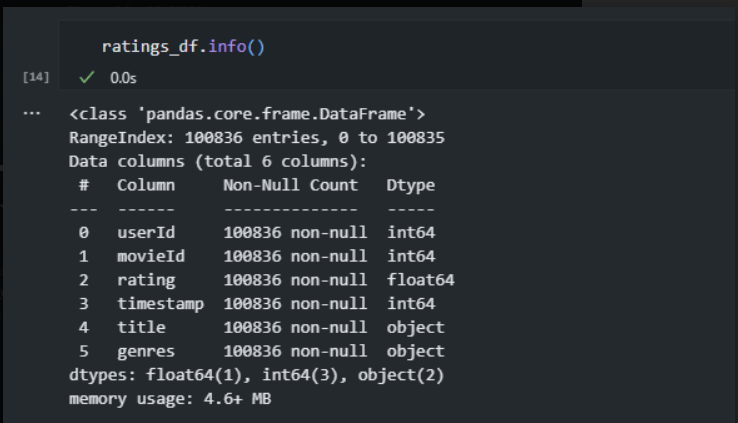 ratings_df.info()
[14] ✓ 0.0s
... <class 'pandas.core.frame.DataFrame'>
RangeIndex: 100836 entries, 0 to 100835
Data columns (total 6 columns):
 #   Column     Non-Null Count   Dtype
---  ------     --------------   -----
 0   userId     100836 non-null  int64
 1   movieId    100836 non-null  int64
 2   rating     100836 non-null  float64
 3   timestamp  100836 non-null  int64
 4   title      100836 non-null  object
 5   genres     100836 non-null  object
dtypes: float64(1), int64(3), object(2)
memory usage: 4.6+ MB